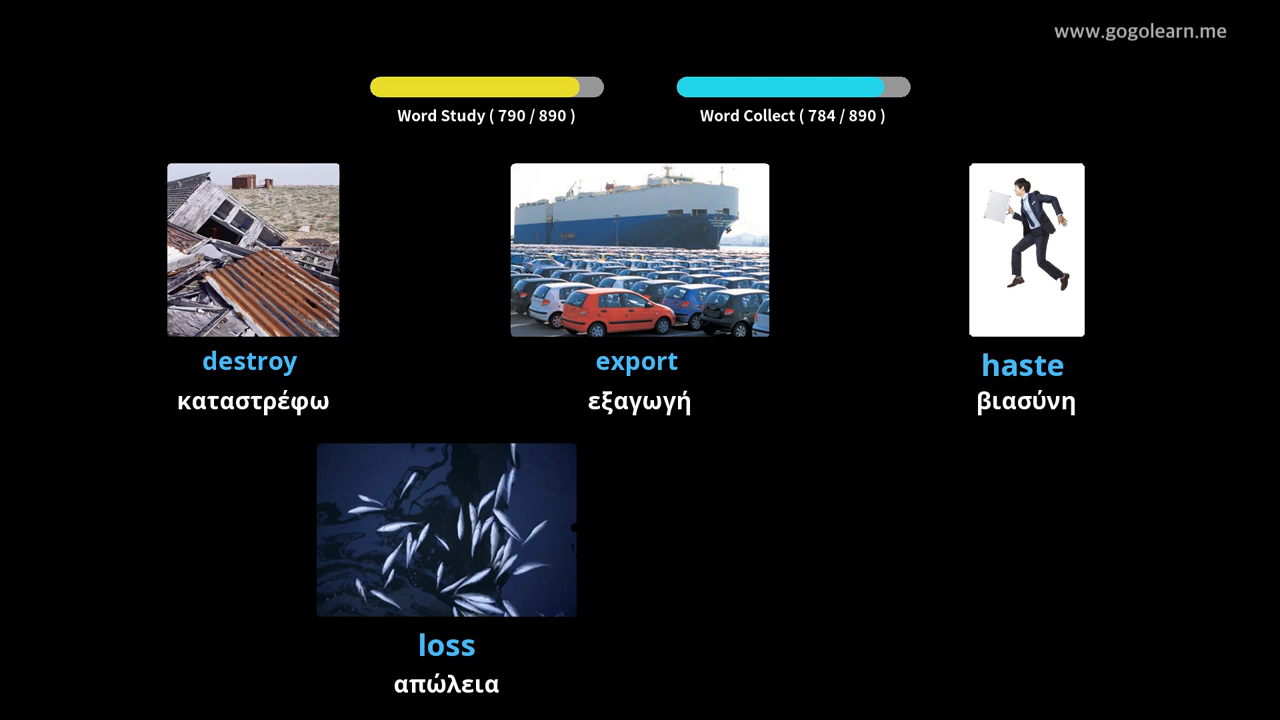 www.gogolearn.me
Word Study ( 790 / 890 )
Word Collect ( 784 / 890 )
destroy
καταστρέφω
export
εξαγωγή
haste
βιασύνη
loss
απώλεια